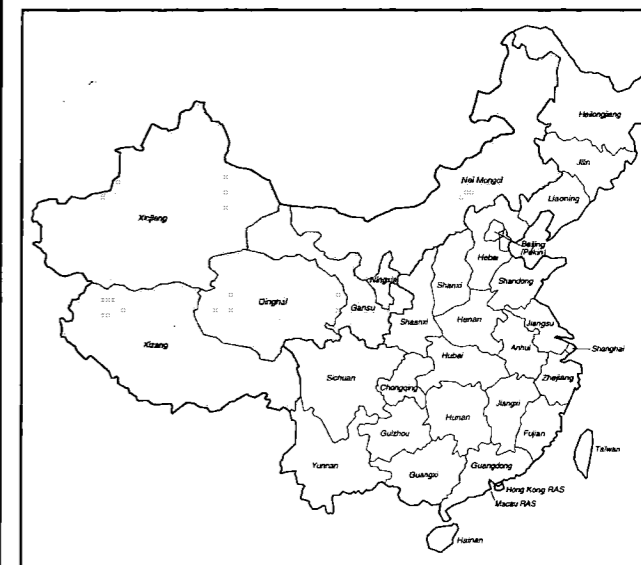 Heilongjiang
Jilin
Nei Mongol
Liaoning
Xinjiang
Beijing
(Pekin)
Hebei
Ningxia
Shanxi
Shandong
Qinghai
Gansu
Shaanxi
Henan
Jiangsu
Xizang
Anhui
Shanghai
Hubei
Sichuan
Chongqing
Zhejiang
Hunan
Jiangxi
Guizhou
Fujian
Yunnan
Guangxi
Guangdong
Taiwan
Hong Kong RAS
Macau RAS
Hainan